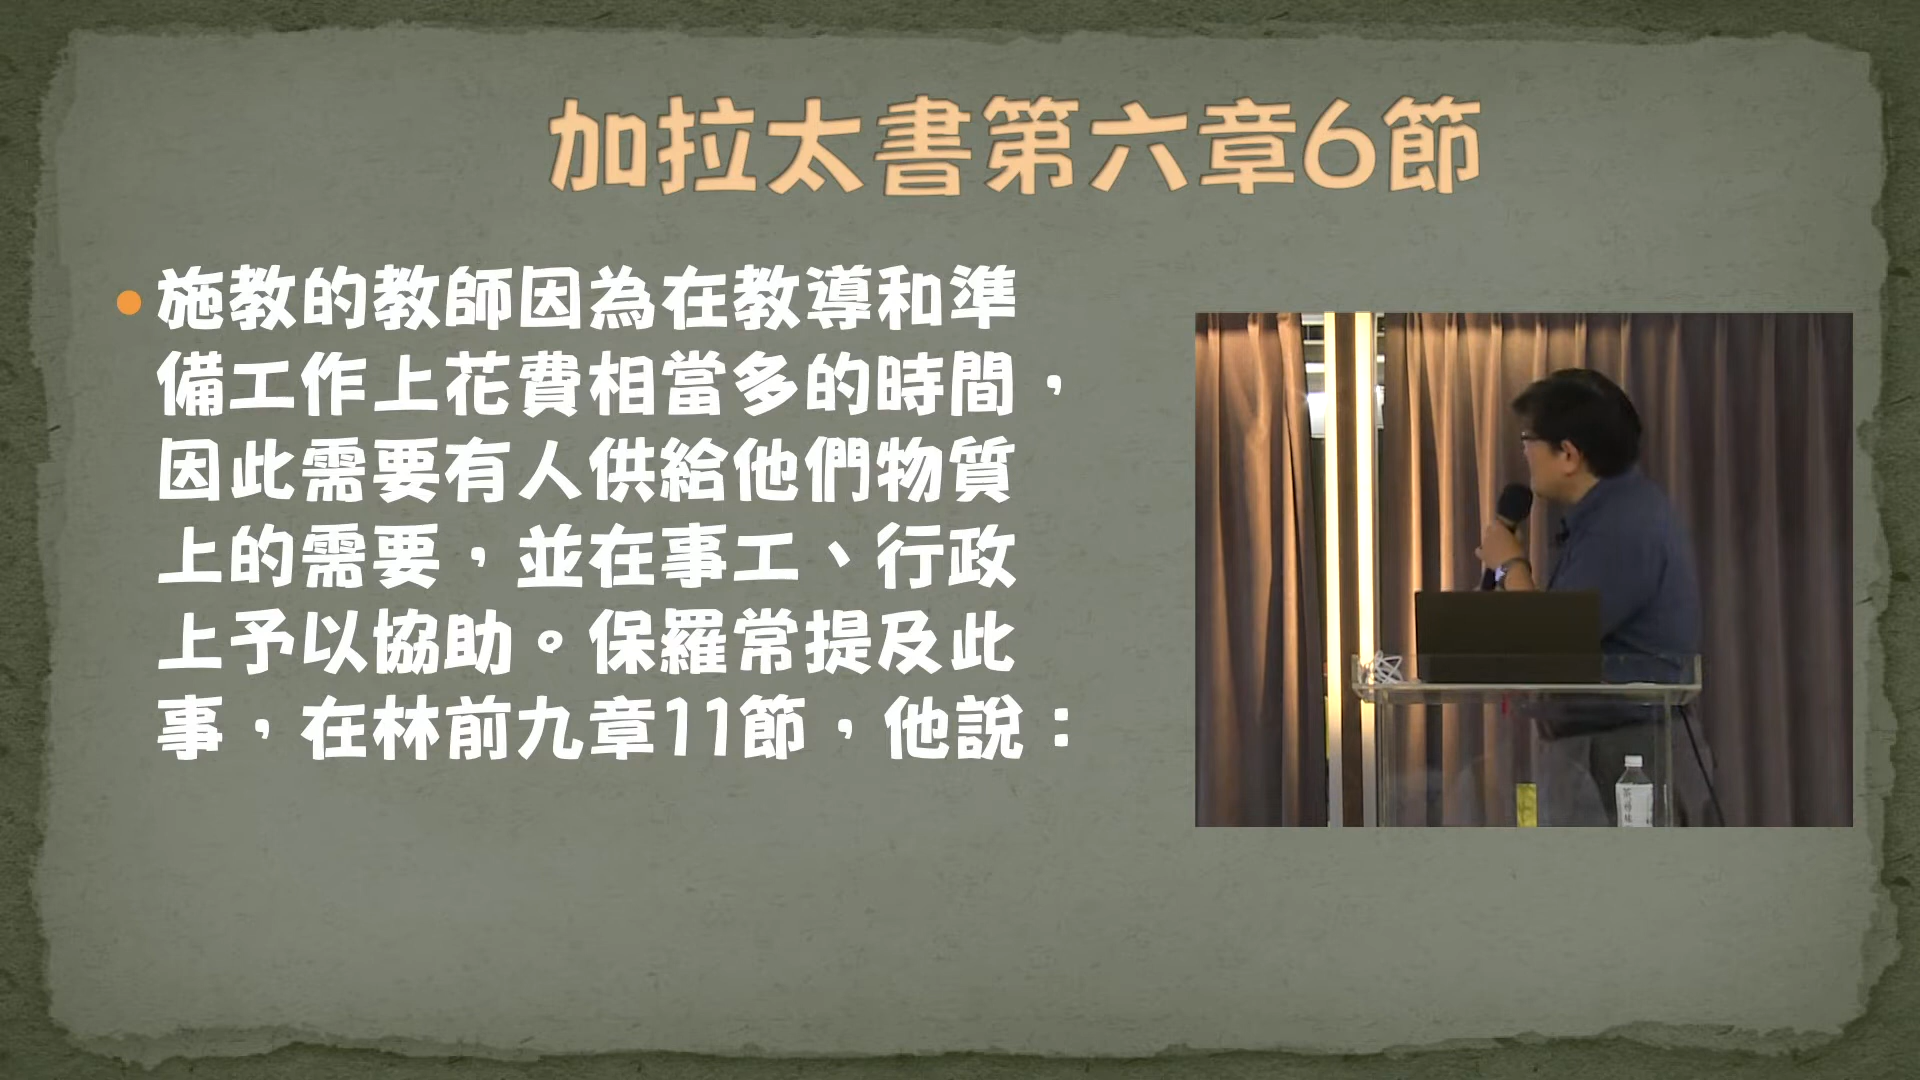 加拉太書第六章6節
施教的教師因為在教導和準
備工作上花費相當多的時間，
因此需要有人供給他們物質
上的需要，並在事工、行政
上予以協助。保羅常提及此
事，在林前九章11節，他說：